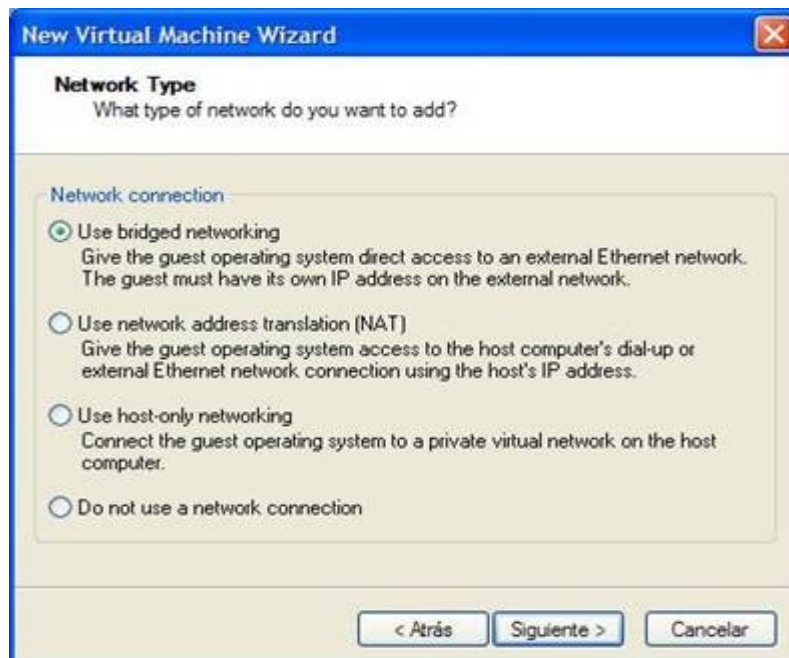 New Virtual Machine Wizard
Network Type
What type of network do you want to add?
Network connection
Use bridged networking
Give the guest operating system direct access to an external Ethernet network.
The guest must have its own IP address on the external network.
Use network address translation (NAT)
Give the guest operating system access to the host computer's dial-up or
external Ethernet network connection using the host's IP address.
Use host-only networking
Connect the guest operating system to a private virtual network on the host
computer.
Do not use a network connection
< Atrás Siguiente > Cancelar